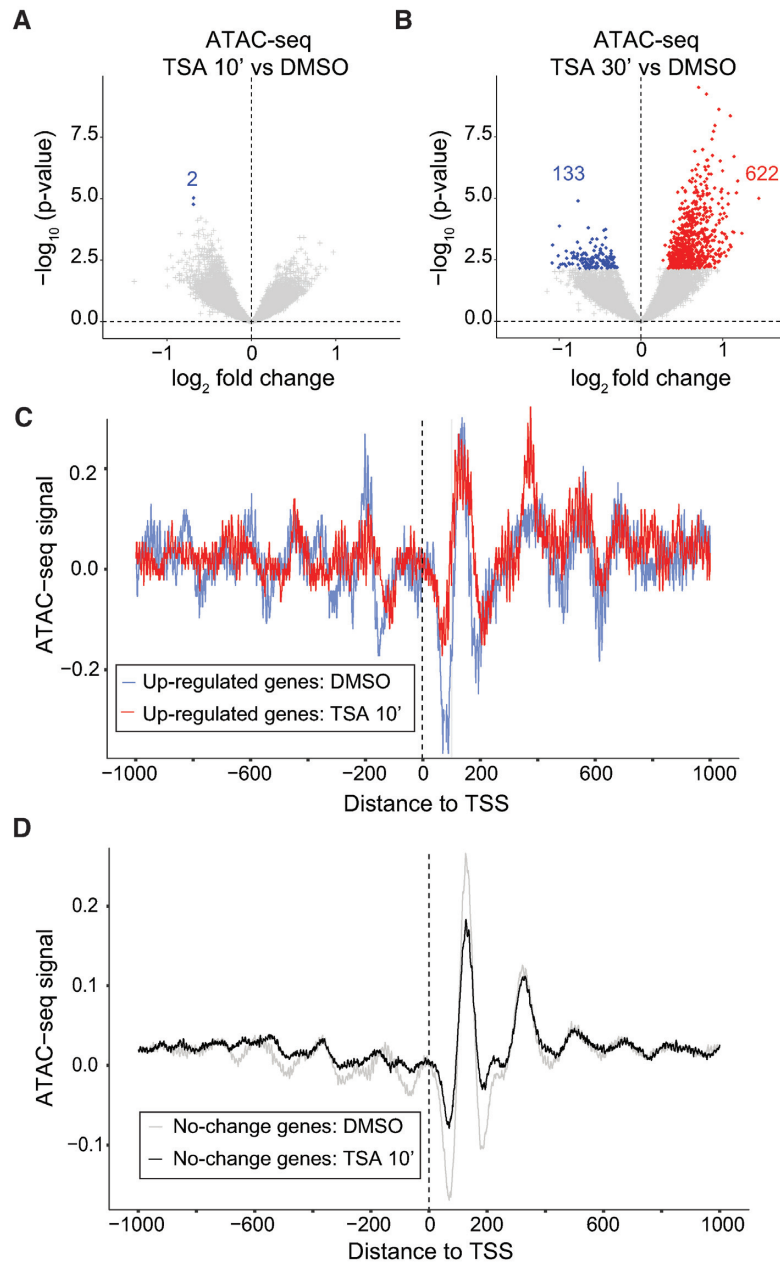 A
ATAC-seq
TSA 10’ vs DMSO
−log10 (p-value)
7.5
5.0
2.5
0.0
2
−1
0
1
log2 fold change
B
ATAC-seq
TSA 30’ vs DMSO
−log10 (p-value)
7.5
5.0
2.5
0.0
133
622
−1
0
1
log2 fold change
C
ATAC−seq signal
0.2
0.0
−0.2
Up-regulated genes: DMSO
Up-regulated genes: TSA 10’
−1000
−600
−200
0
200
600
1000
Distance to TSS
D
ATAC−seq signal
0.2
0.1
0.0
−0.1
No-change genes: DMSO
No-change genes: TSA 10’
−1000
−600
−200
0
200
600
1000
Distance to TSS